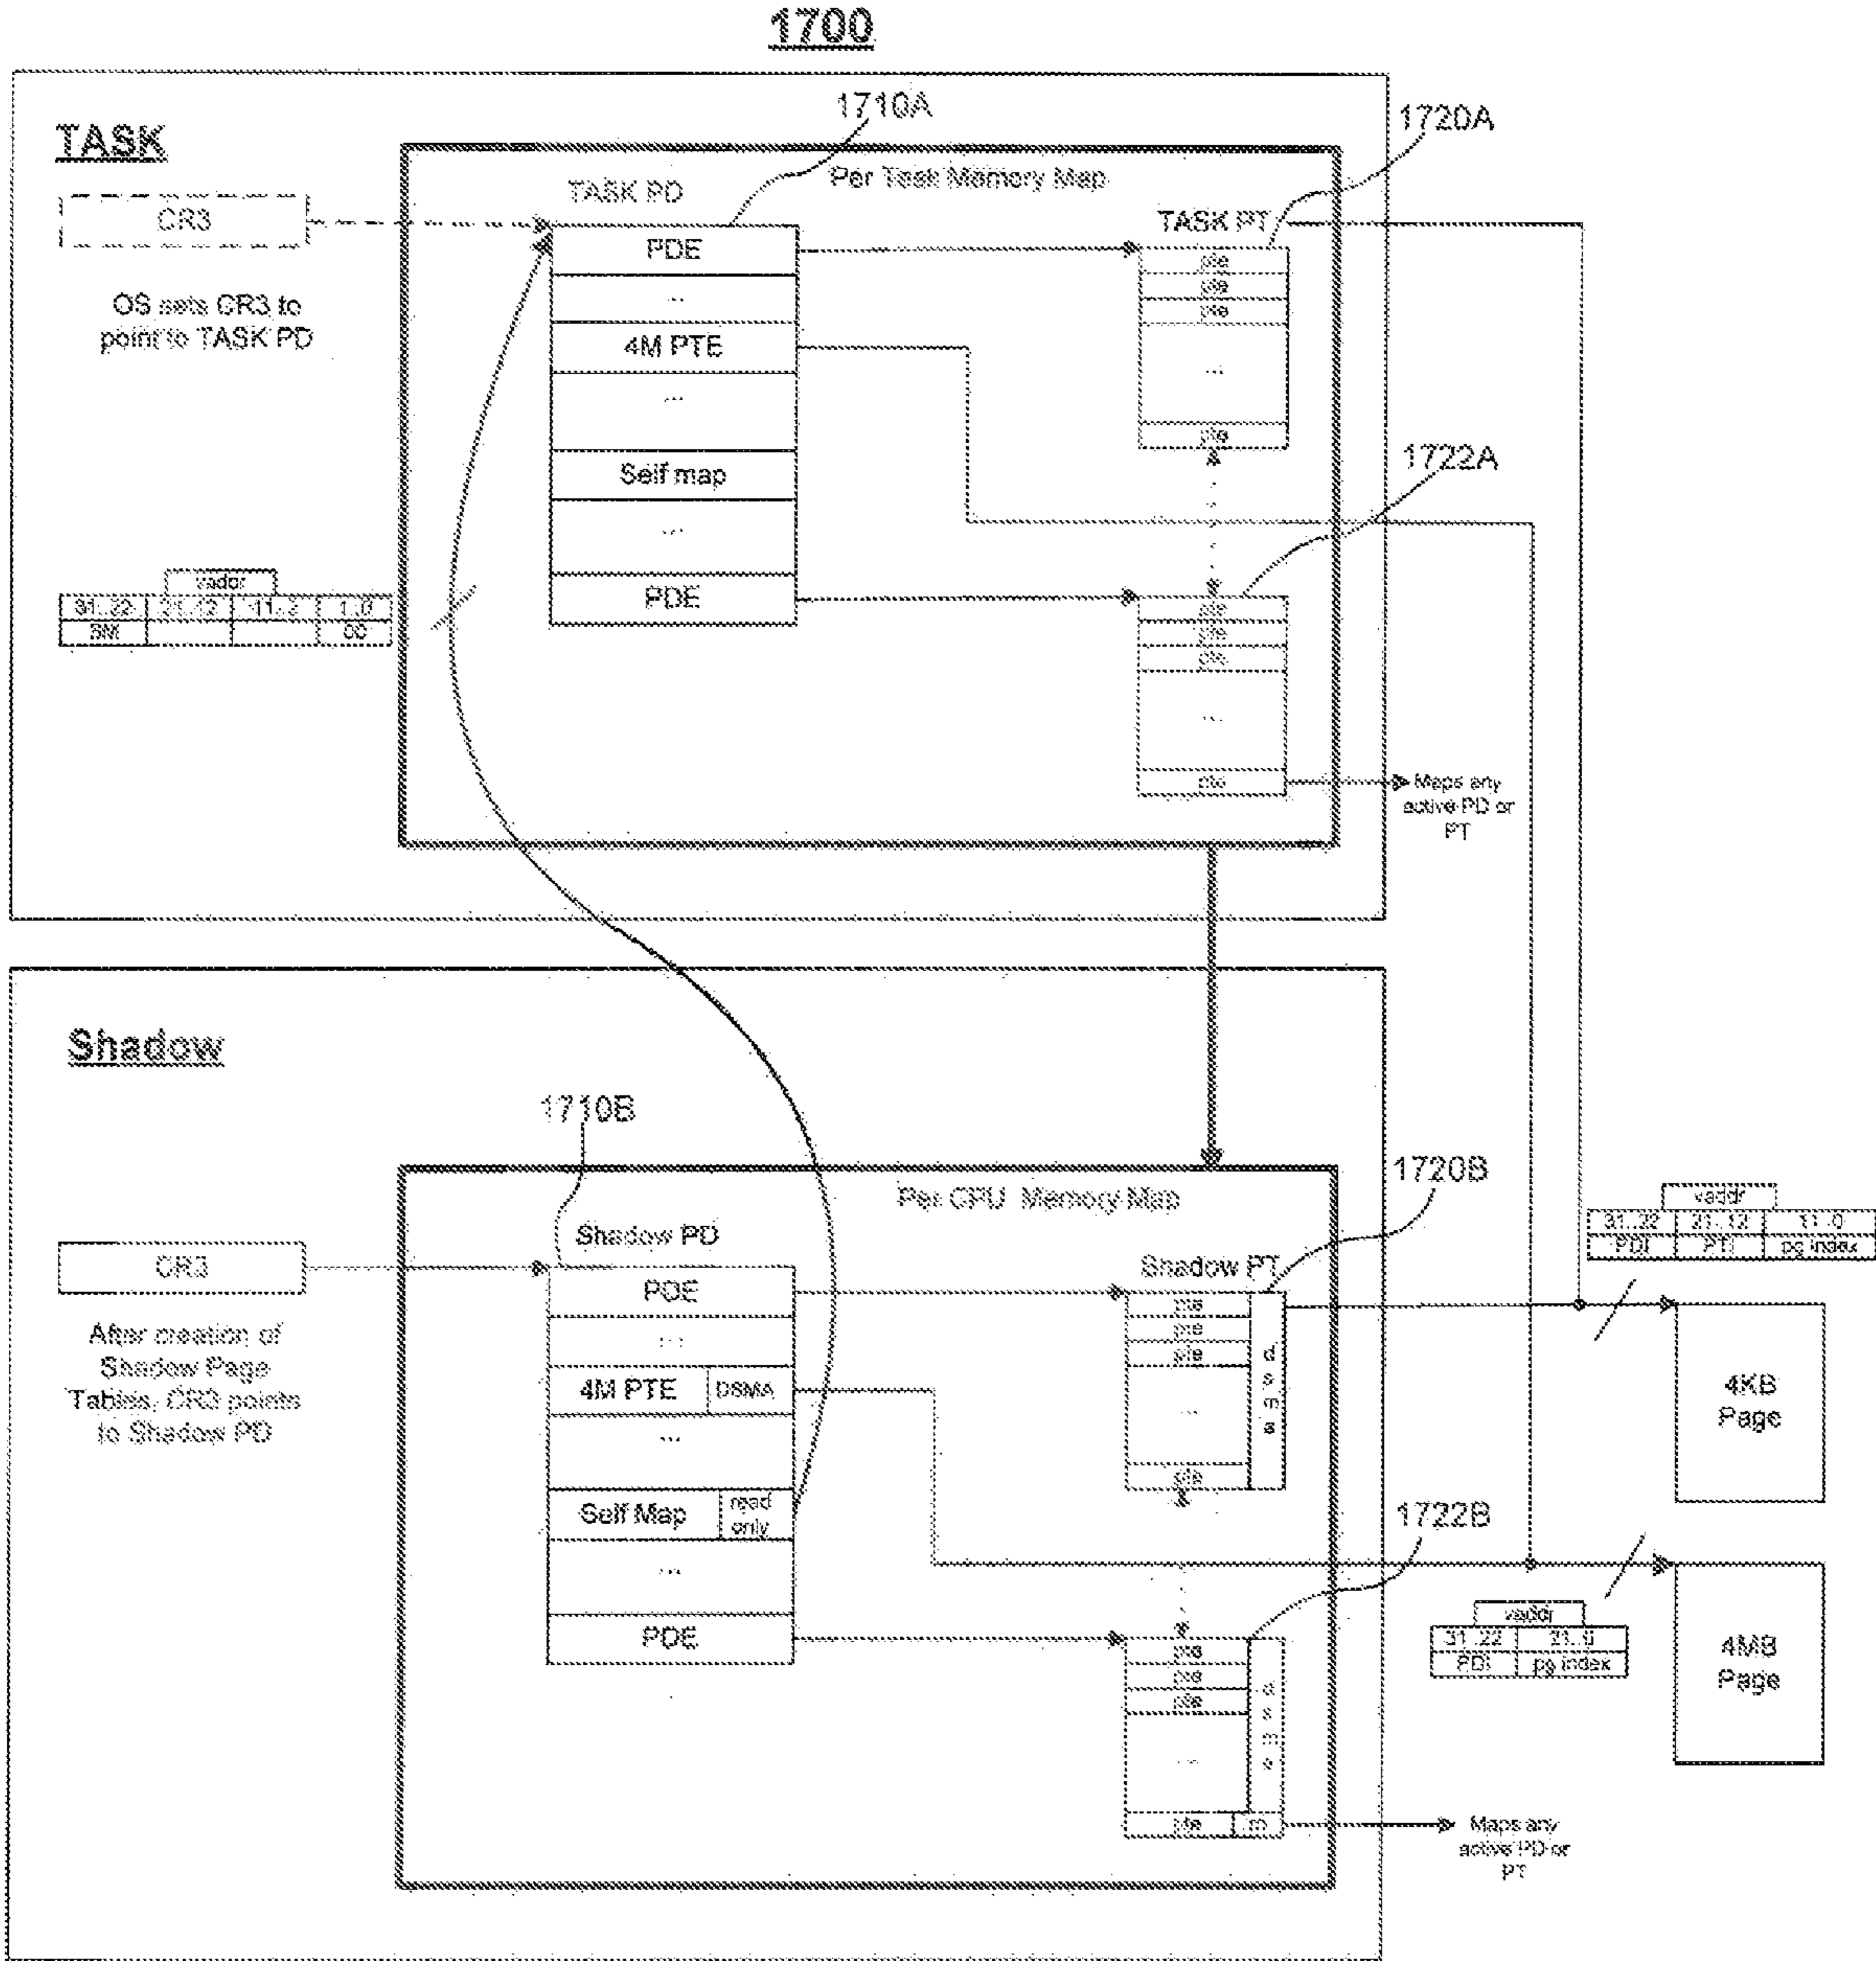 1700
TASK
CR3
OS sets CR3 to
point to TASK PD
vaddr
31..22 21..12 11..2 1..0
SM 00
1710A
TASK PD
Per Task Memory Map
PDE
...
4M PTE
...
Self map
...
PDE
1720A
TASK PT
pte
pte
pte
...
pte
1722A
pte
pte
pte
...
pte
Maps any
active PD or
PT
Shadow
CR3
After creation of
Shadow Page
Tables, CR3 points
to Shadow PD
1710B
Shadow PD
Per CPU Memory Map
PDE
...
4M PTE DSMA
...
Self Map read
only
...
PDE
1720B
Shadow PT
pte
pte
pte
...
pte
d s m a
1722B
pte
pte
pte
...
d s m a
pte ro
Maps any
active PD or
PT
vaddr
31..22 21..12 11..0
PDI PTI pg index
4KB
Page
vaddr
31..22 21..0
PDI pg index
4MB
Page